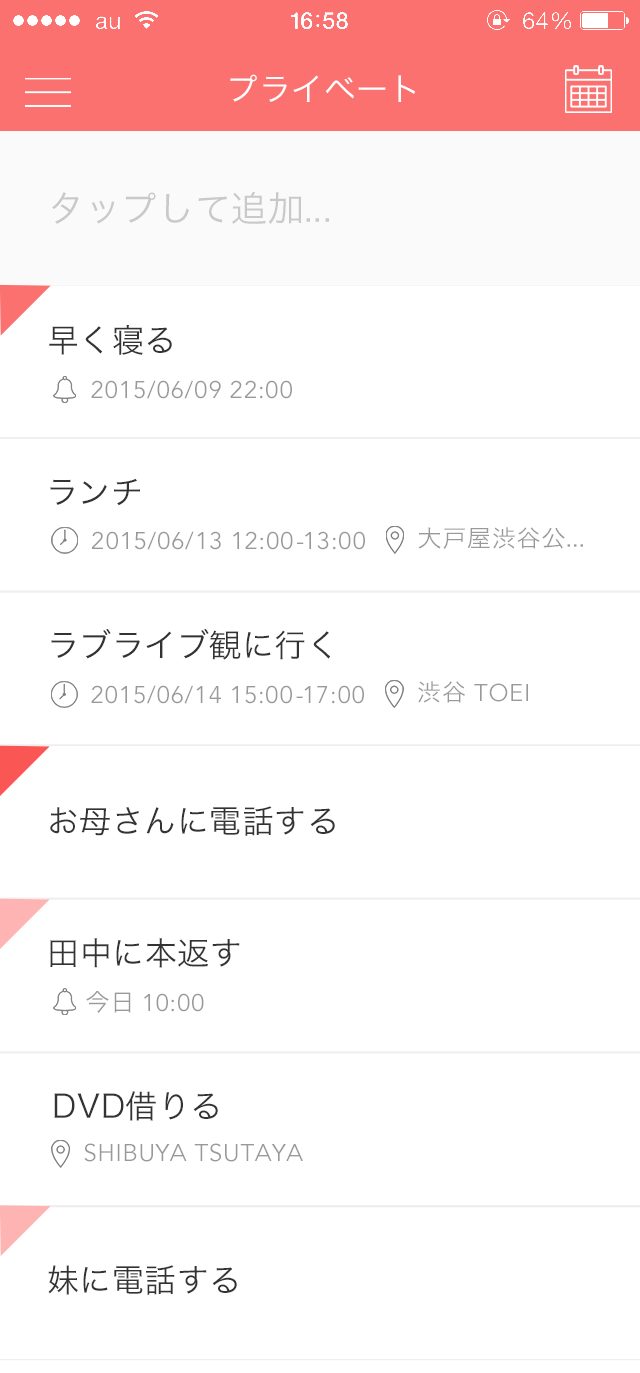 au 16:58 64%
プライベート
タップして追加...
早く寝る
2015/06/09 22:00
ランチ
2015/06/13 12:00-13:00 大戸屋渋谷公...
ラブライブ観に行く
2015/06/14 15:00-17:00 渋谷 TOEI
お母さんに電話する
田中に本返す
今日 10:00
DVD借りる
SHIBUYA TSUTAYA
妹に電話する